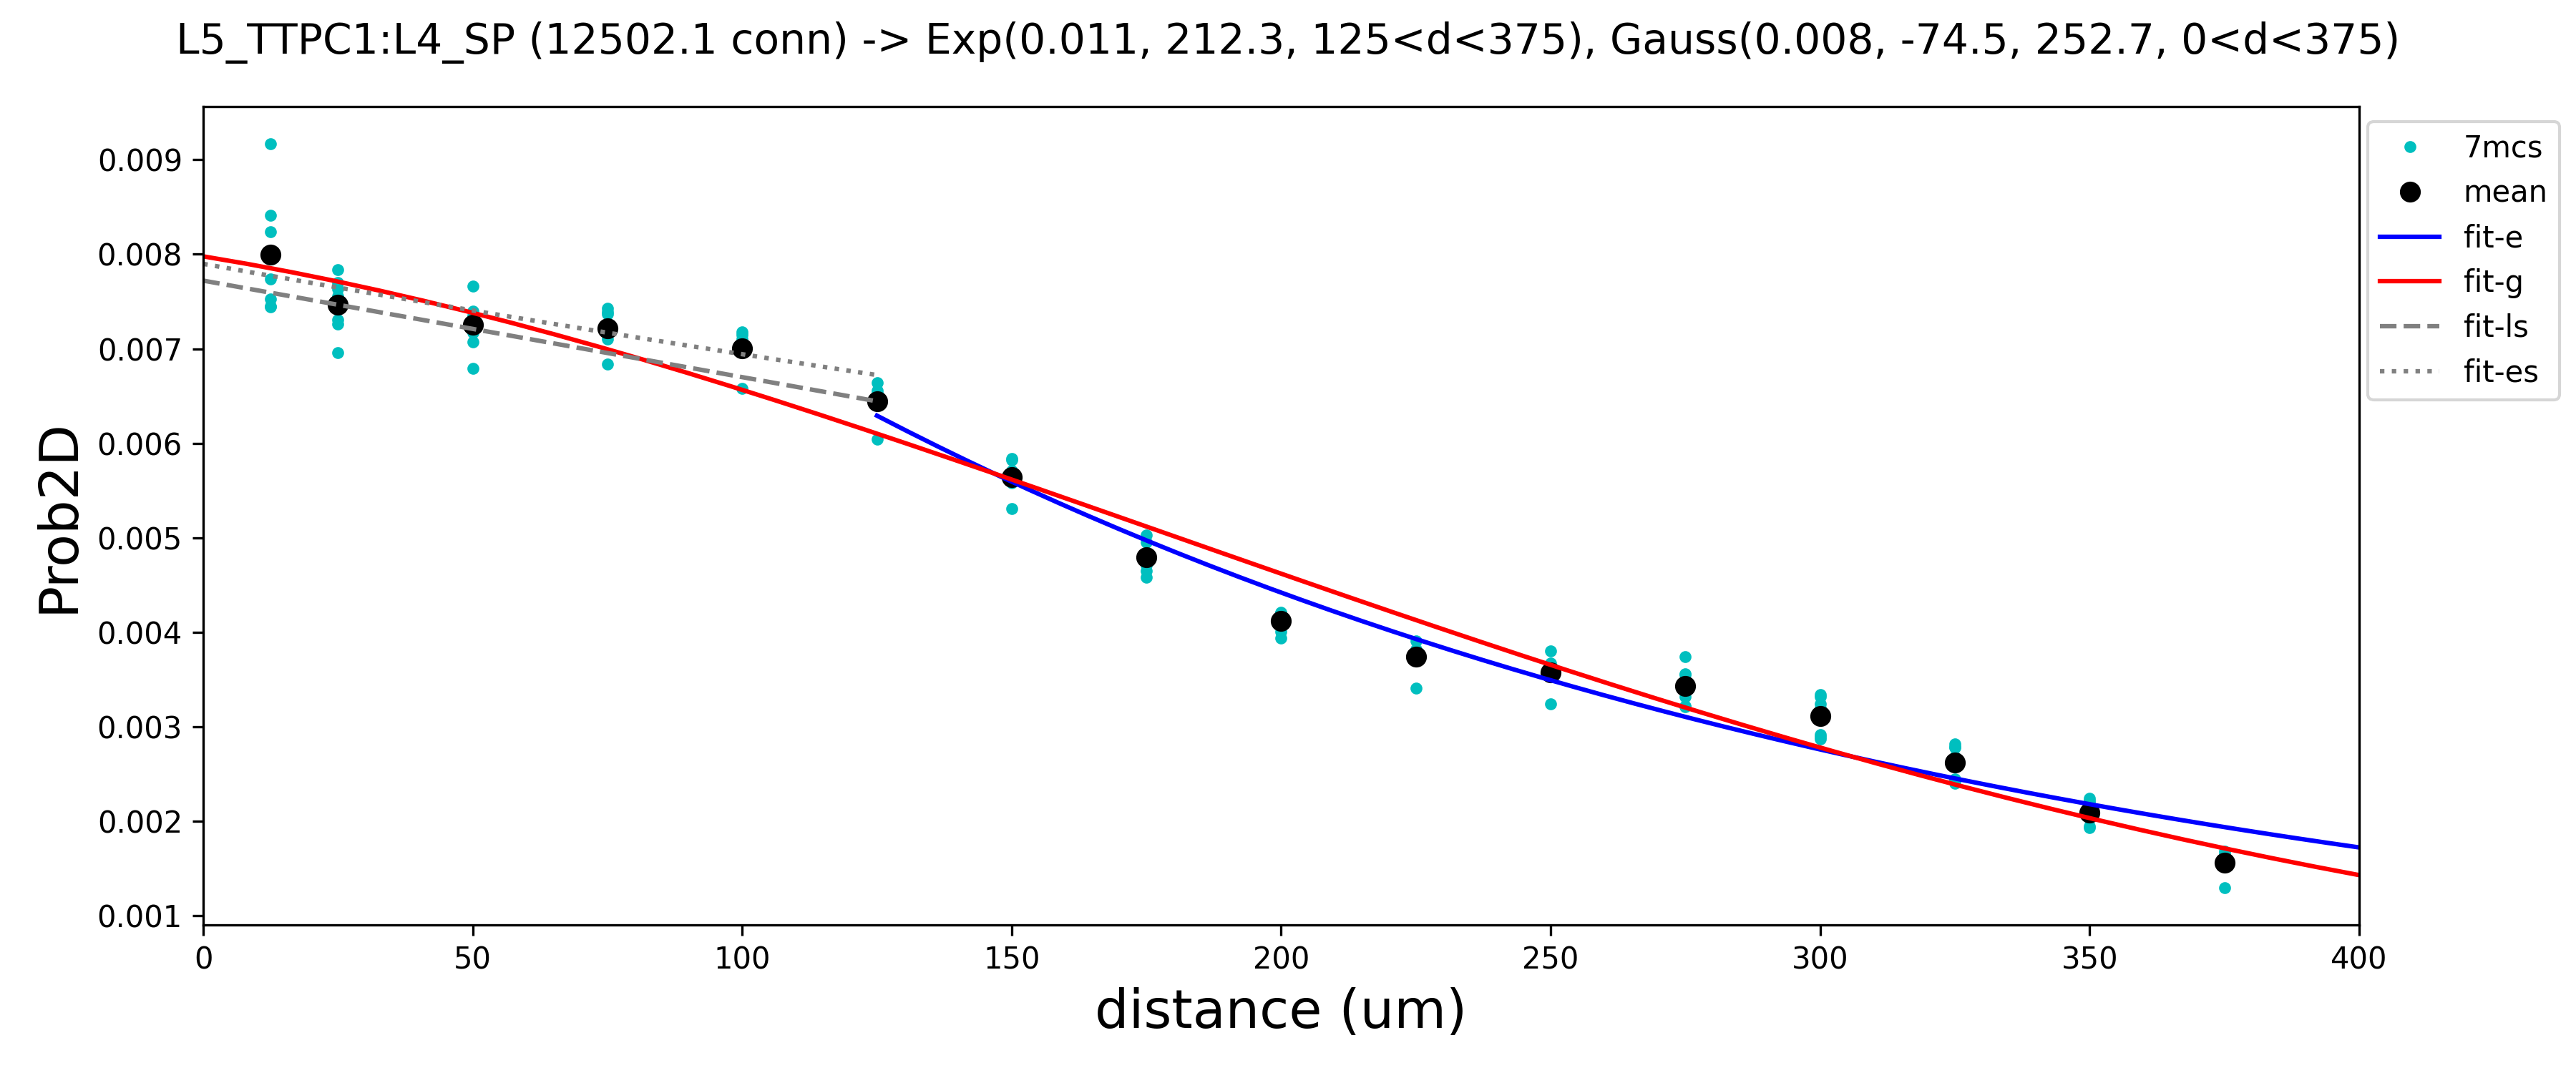 L5_TTPC1:L4_SP (12502.1 conn) -> Exp(0.011, 212.3, 125<d<375), Gauss(0.008, -74.5, 252.7, 0<d<375)
0.009
0.008
0.007
0.006
0.005
0.004
0.003
0.002
0.001
Prob2D
0 50 100 150 200 250 300 350 400
distance (um)
7mcs
mean
fit-e
fit-g
fit-ls
fit-es